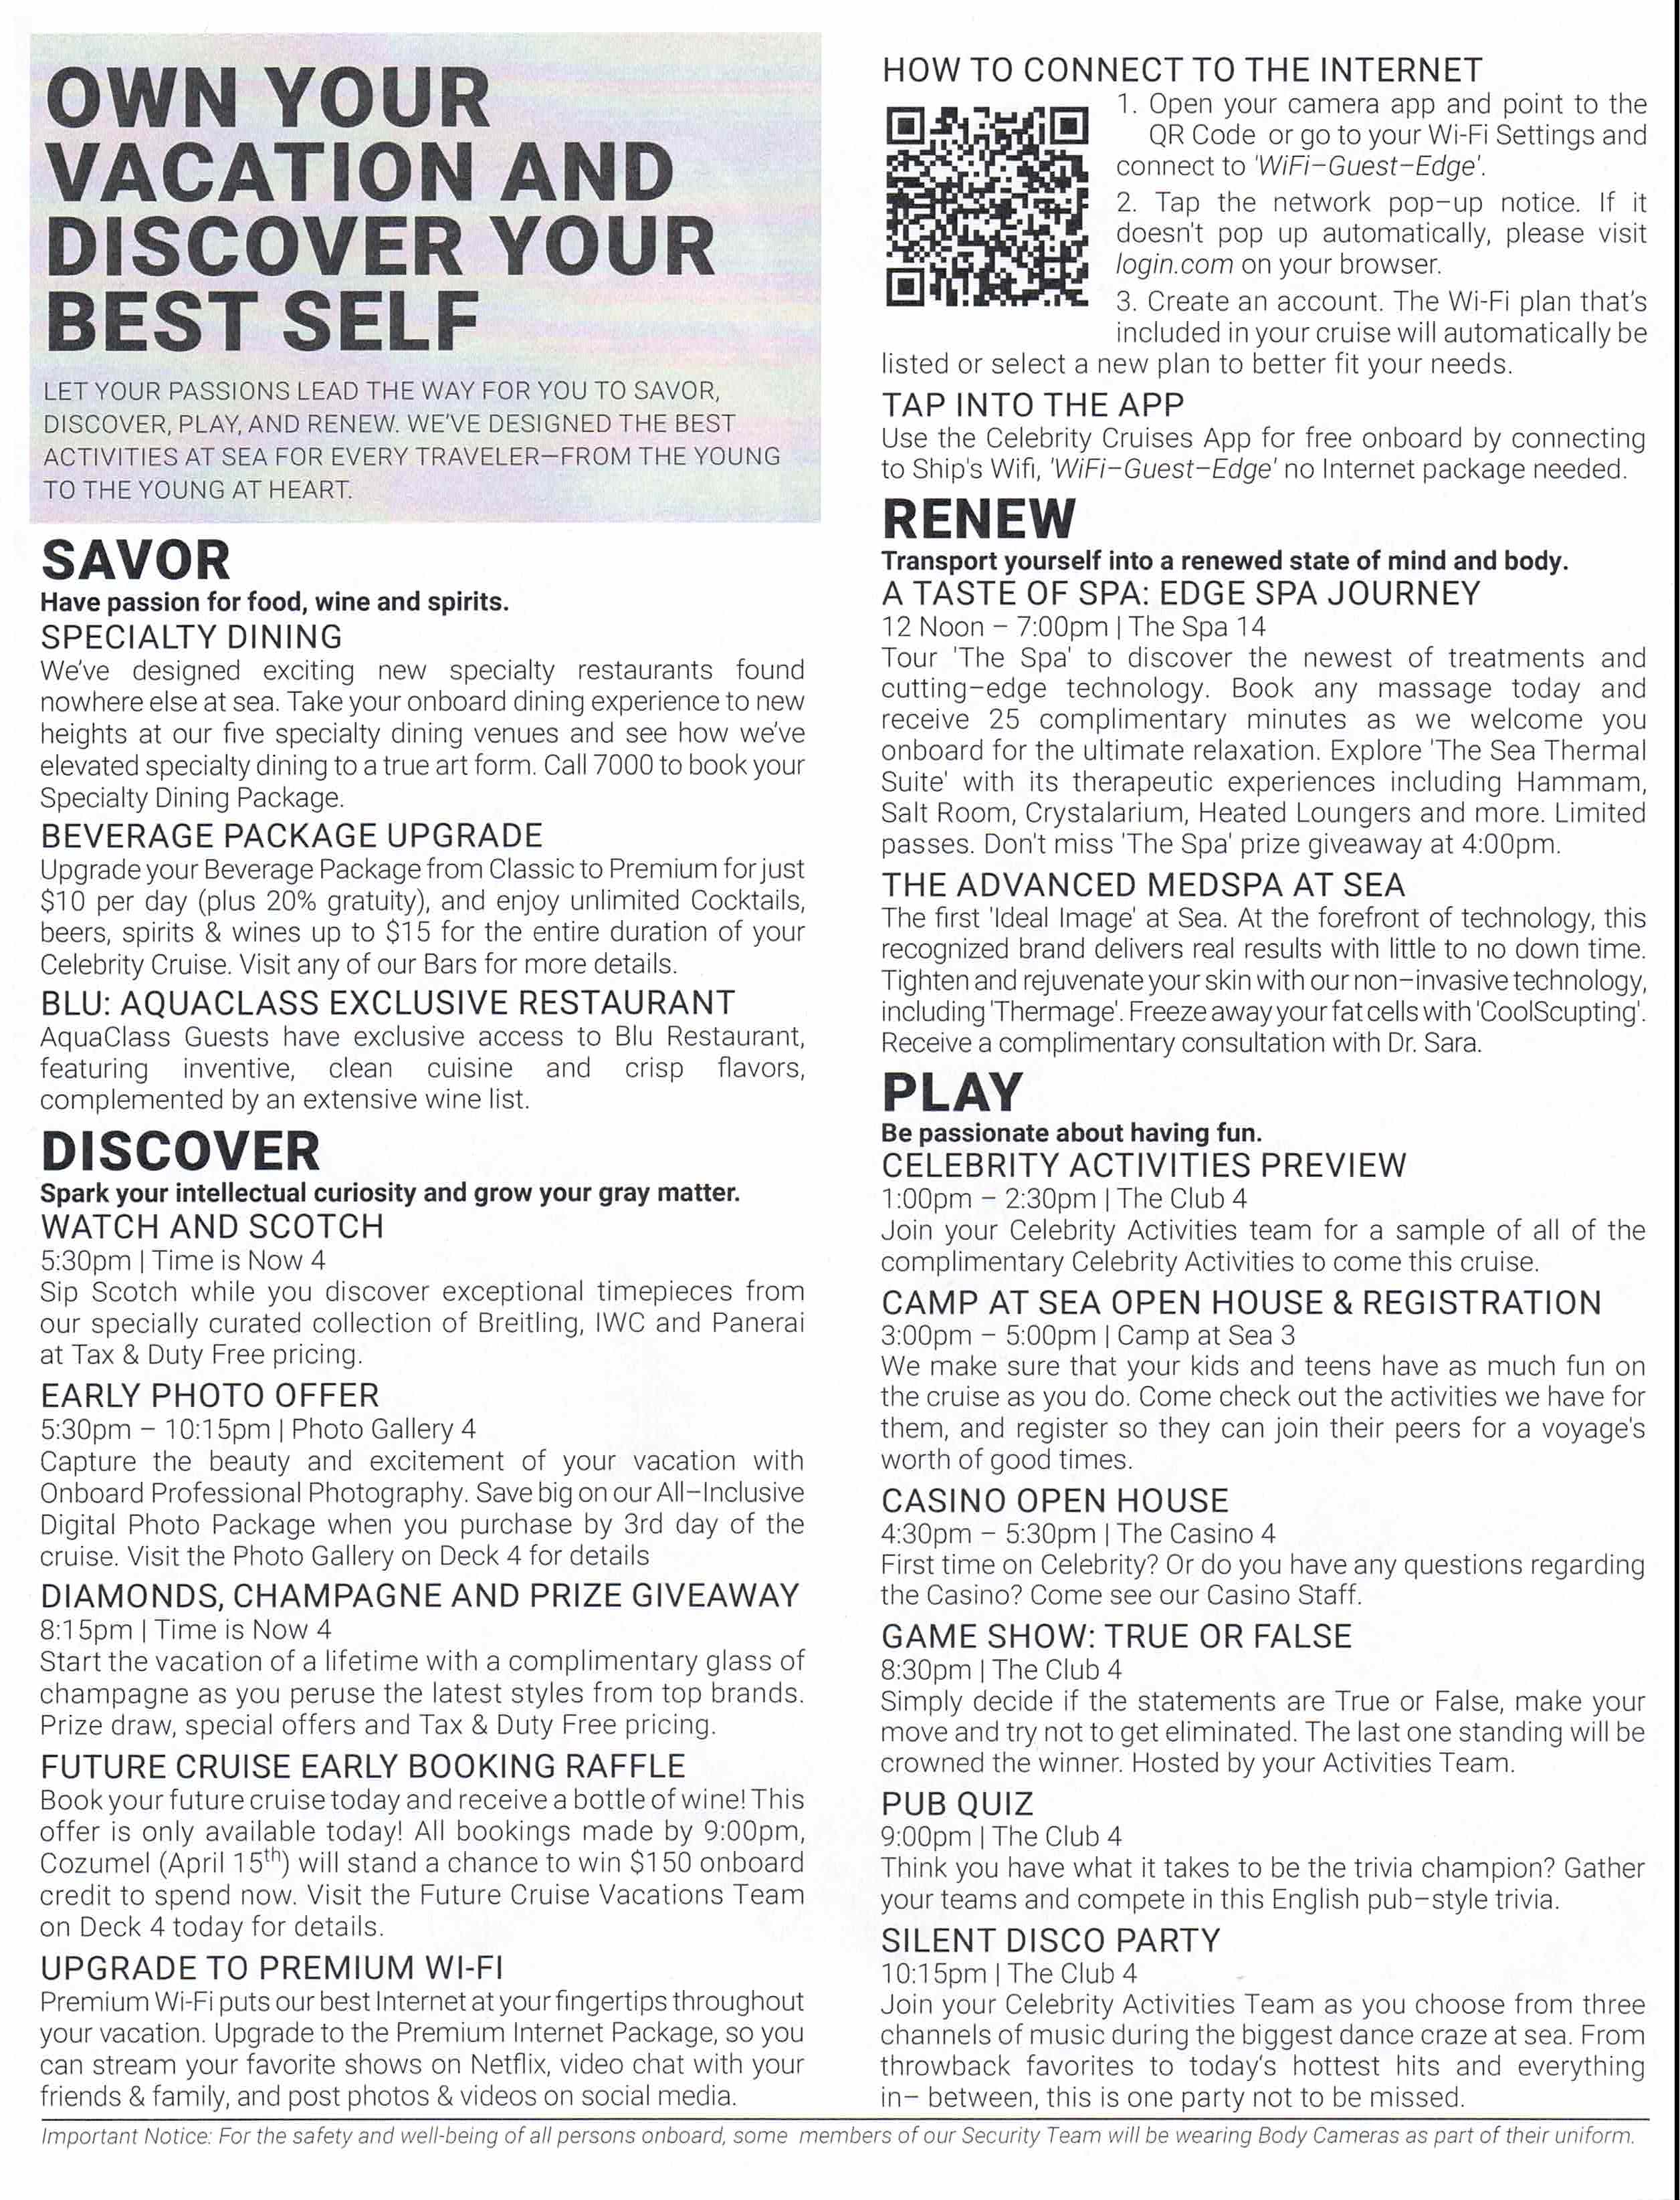 OWN YOUR
VACATION AND
DISCOVER YOUR
BEST SELF
LET YOUR PASSIONS LEAD THE WAY FOR YOU TO SAVOR,
DISCOVER, PLAY, AND RENEW. WE'VE DESIGNED THE BEST
ACTIVITIES AT SEA FOR EVERY TRAVELER–FROM THE YOUNG
TO THE YOUNG AT HEART.
SAVOR
Have passion for food, wine and spirits.
SPECIALTY DINING
We've designed exciting new specialty restaurants found
nowhere else at sea. Take your onboard dining experience to new
heights at our five specialty dining venues and see how we've
elevated specialty dining to a true art form. Call 7000 to book your
Specialty Dining Package.
BEVERAGE PACKAGE UPGRADE
Upgrade your Beverage Package from Classic to Premium for just
$10 per day (plus 20% gratuity), and enjoy unlimited Cocktails,
beers, spirits & wines up to $15 for the entire duration of your
Celebrity Cruise. Visit any of our Bars for more details.
BLU: AQUACLASS EXCLUSIVE RESTAURANT
AquaClass Guests have exclusive access to Blu Restaurant,
featuring inventive, clean cuisine and crisp flavors,
complemented by an extensive wine list.
DISCOVER
Spark your intellectual curiosity and grow your gray matter.
WATCH AND SCOTCH
5:30pm | Time is Now 4
Sip Scotch while you discover exceptional timepieces from
our specially curated collection of Breitling, IWC and Panerai
at Tax & Duty Free pricing.
EARLY PHOTO OFFER
5:30pm – 10:15pm | Photo Gallery 4
Capture the beauty and excitement of your vacation with
Onboard Professional Photography. Save big on our All–Inclusive
Digital Photo Package when you purchase by 3rd day of the
cruise. Visit the Photo Gallery on Deck 4 for details
DIAMONDS, CHAMPAGNE AND PRIZE GIVEAWAY
8:15pm | Time is Now 4
Start the vacation of a lifetime with a complimentary glass of
champagne as you peruse the latest styles from top brands.
Prize draw, special offers and Tax & Duty Free pricing.
FUTURE CRUISE EARLY BOOKING RAFFLE
Book your future cruise today and receive a bottle of wine! This
offer is only available today! All bookings made by 9:00pm,
Cozumel (April 15th) will stand a chance to win $150 onboard
credit to spend now. Visit the Future Cruise Vacations Team
on Deck 4 today for details.
UPGRADE TO PREMIUM WI-FI
Premium Wi-Fi puts our best Internet at your fingertips throughout
your vacation. Upgrade to the Premium Internet Package, so you
can stream your favorite shows on Netflix, video chat with your
friends & family, and post photos & videos on social media.
HOW TO CONNECT TO THE INTERNET
1. Open your camera app and point to the
QR Code or go to your Wi-Fi Settings and
connect to 'WiFi–Guest–Edge'.
2. Tap the network pop–up notice. If it
doesn't pop up automatically, please visit
login.com on your browser.
3. Create an account. The Wi-Fi plan that's
included in your cruise will automatically be
listed or select a new plan to better fit your needs.
TAP INTO THE APP
Use the Celebrity Cruises App for free onboard by connecting
to Ship's Wifi, 'WiFi–Guest–Edge' no Internet package needed.
RENEW
Transport yourself into a renewed state of mind and body.
A TASTE OF SPA: EDGE SPA JOURNEY
12 Noon – 7:00pm | The Spa 14
Tour 'The Spa' to discover the newest of treatments and
cutting–edge technology. Book any massage today and
receive 25 complimentary minutes as we welcome you
onboard for the ultimate relaxation. Explore 'The Sea Thermal
Suite' with its therapeutic experiences including Hammam,
Salt Room, Crystalarium, Heated Loungers and more. Limited
passes. Don't miss 'The Spa' prize giveaway at 4:00pm.
THE ADVANCED MEDSPA AT SEA
The first 'Ideal Image' at Sea. At the forefront of technology, this
recognized brand delivers real results with little to no down time.
Tighten and rejuvenate your skin with our non–invasive technology,
including 'Thermage'. Freeze away your fat cells with 'CoolScupting'.
Receive a complimentary consultation with Dr. Sara.
PLAY
Be passionate about having fun.
CELEBRITY ACTIVITIES PREVIEW
1:00pm – 2:30pm | The Club 4
Join your Celebrity Activities team for a sample of all of the
complimentary Celebrity Activities to come this cruise.
CAMP AT SEA OPEN HOUSE & REGISTRATION
3:00pm – 5:00pm | Camp at Sea 3
We make sure that your kids and teens have as much fun on
the cruise as you do. Come check out the activities we have for
them, and register so they can join their peers for a voyage's
worth of good times.
CASINO OPEN HOUSE
4:30pm – 5:30pm | The Casino 4
First time on Celebrity? Or do you have any questions regarding
the Casino? Come see our Casino Staff.
GAME SHOW: TRUE OR FALSE
8:30pm | The Club 4
Simply decide if the statements are True or False, make your
move and try not to get eliminated. The last one standing will be
crowned the winner. Hosted by your Activities Team.
PUB QUIZ
9:00pm | The Club 4
Think you have what it takes to be the trivia champion? Gather
your teams and compete in this English pub–style trivia.
SILENT DISCO PARTY
10:15pm | The Club 4
Join your Celebrity Activities Team as you choose from three
channels of music during the biggest dance craze at sea. From
throwback favorites to today's hottest hits and everything
in– between, this is one party not to be missed.
Important Notice: For the safety and well-being of all persons onboard, some members of our Security Team will be wearing Body Cameras as part of their uniform.